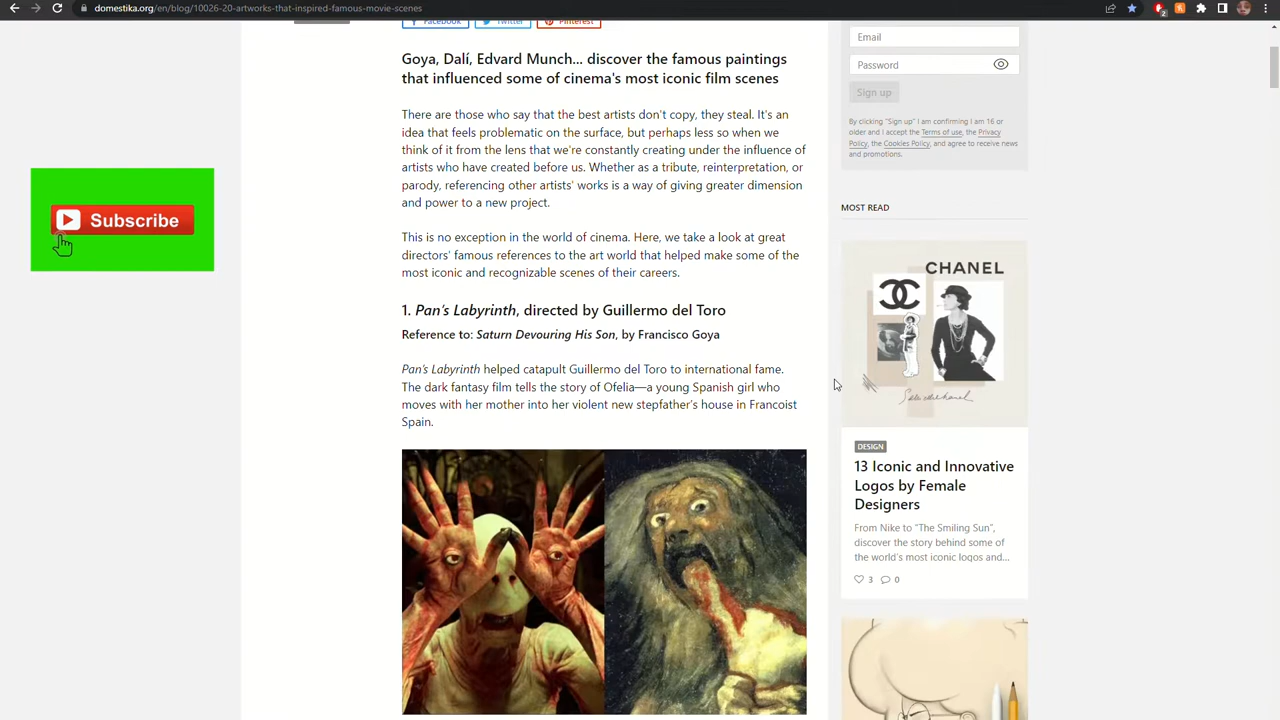 domestika.org/en/blog/10026-20-artworks-that-inspired-famous-movie-scenes
2
Facebook
Twitter
Pinterest
Goya, Dalí, Edvard Munch... discover the famous paintings
that influenced some of cinema's most iconic film scenes
There are those who say that the best artists don't copy, they steal. It's an
idea that feels problematic on the surface, but perhaps less so when we
think of it from the lens that we're constantly creating under the influence of
artists who have created before us. Whether as a tribute, reinterpretation, or
parody, referencing other artists' works is a way of giving greater dimension
and power to a new project.
This is no exception in the world of cinema. Here, we take a look at great
directors' famous references to the art world that helped make some of the
most iconic and recognizable scenes of their careers.
1. Pan's Labyrinth, directed by Guillermo del Toro
Reference to: Saturn Devouring His Son, by Francisco Goya
Pan's Labyrinth helped catapult Guillermo del Toro to international fame.
The dark fantasy film tells the story of Ofelia—a young Spanish girl who
moves with her mother into her violent new stepfather's house in Francoist
Spain.
Subscribe
Email
Password
Sign up
By clicking "Sign up" I am confirming I am 16 or
older and I accept the Terms of use, the Privacy
Policy, the Cookies Policy, and agree to receive news
and promotions.
MOST READ
CHANEL
DESIGN
13 Iconic and Innovative
Logos by Female
Designers
From Nike to "The Smiling Sun",
discover the story behind some of
the world's most iconic logos and...
3 0